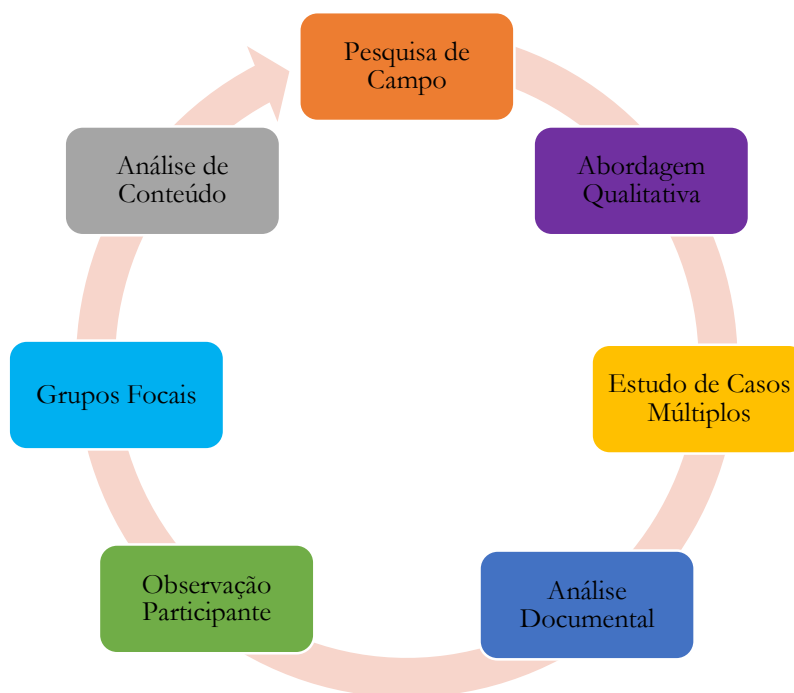 Pesquisa de
Campo
Abordagem
Qualitativa
Estudo de Casos
Múltiplos
Análise
Documental
Observação
Participante
Grupos Focais
Análise de
Conteúdo